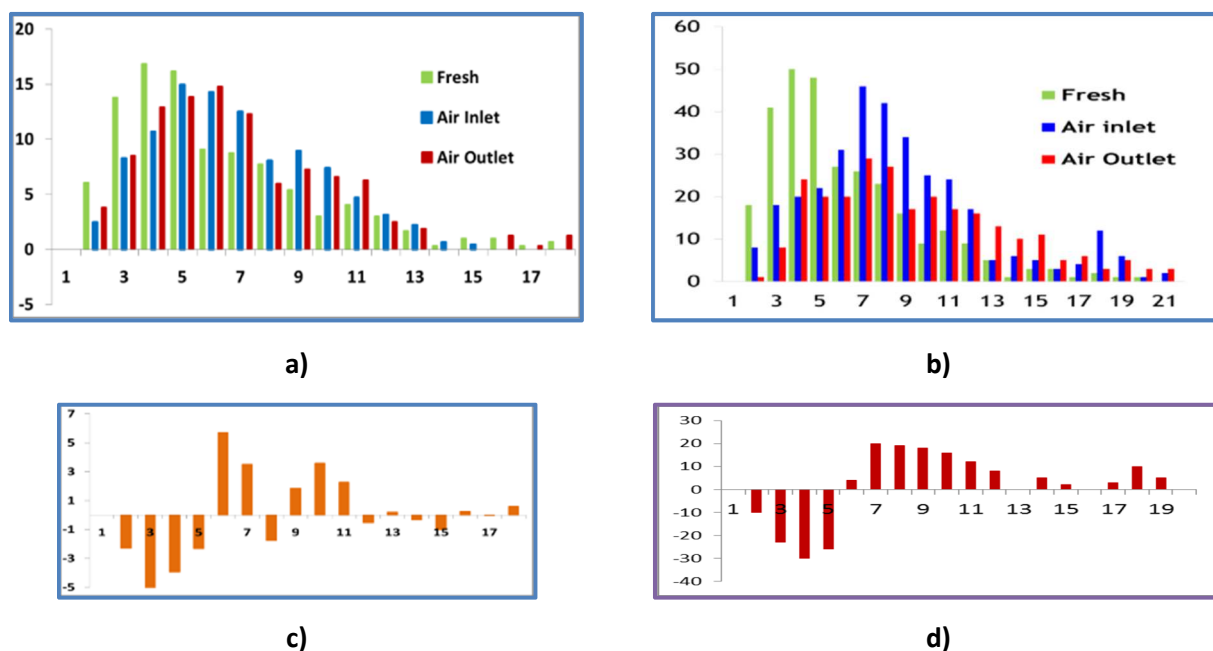 20
15
10
5
0
-5
1 3 5 7 9 11 13 15 17
Fresh
Air Inlet
Air Outlet
a)
60
50
40
30
20
10
0
1 3 5 7 9 11 13 15 17 19 21
Fresh
Air inlet
Air Outlet
b)
7
5
3
1
-1
-3
-5
1 3 5 7 9 11 13 15 17
c)
30
20
10
0
-10
-20
-30
-40
1 3 5 7 9 11 13 15 17 19
d)